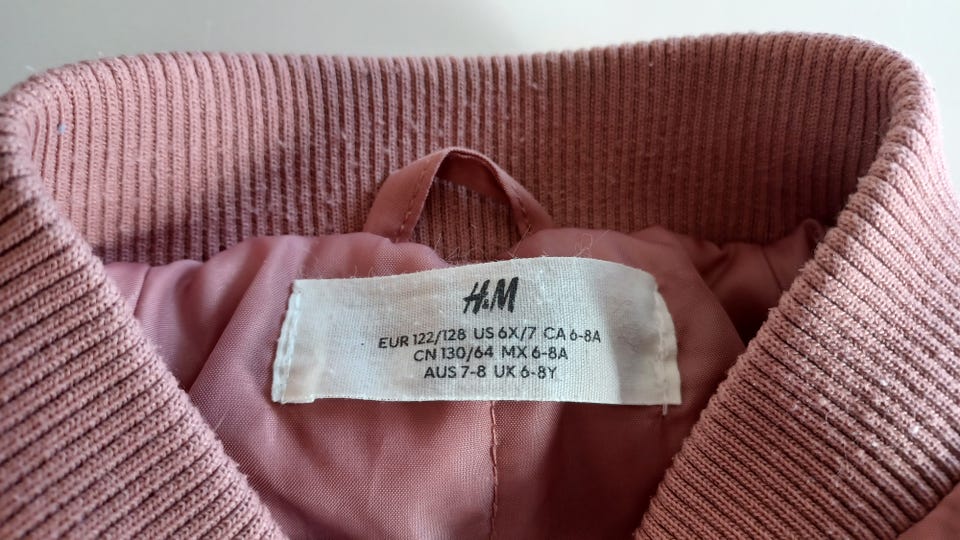 H&M
EUR 122/128 US 6X/7 CA 6-8A
CN 130/64 MX 6-8A
AUS 7-8 UK 6-8Y